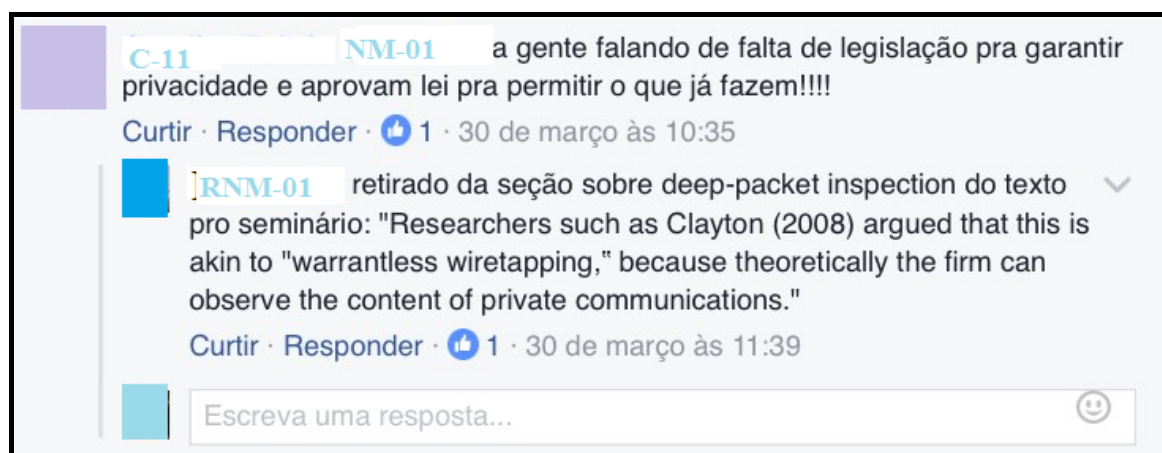 C-11 NM-01 a gente falando de falta de legislação pra garantir
privacidade e aprovam lei pra permitir o que já fazem!!!!
Curtir · Responder · 1 · 30 de março às 10:35
RNM-01 retirado da seção sobre deep-packet inspection do texto
pro seminário: "Researchers such as Clayton (2008) argued that this is
akin to "warrantless wiretapping," because theoretically the firm can
observe the content of private communications."
Curtir · Responder · 1 · 30 de março às 11:39
Escreva uma resposta...